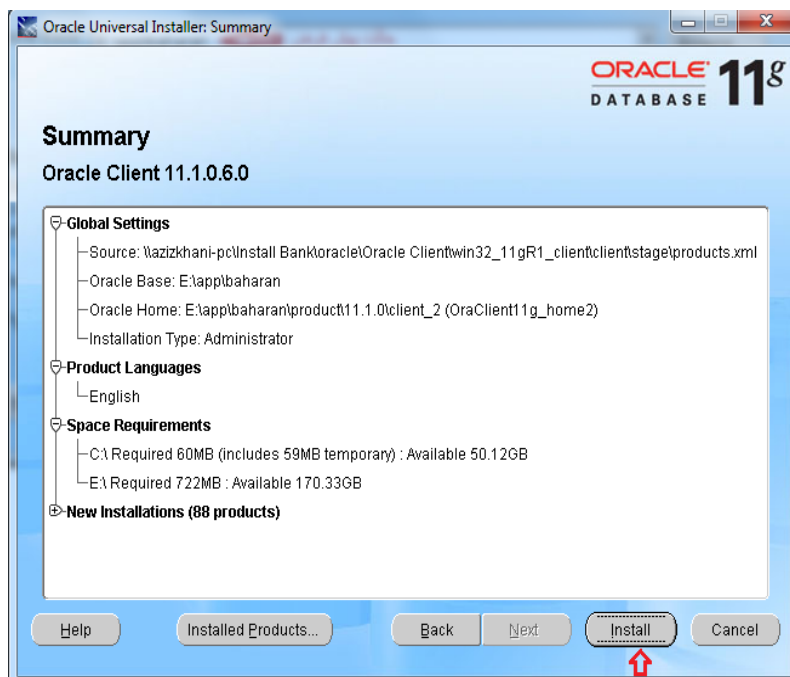 Oracle Universal Installer: Summary
ORACLE 11g
DATABASE
Summary
Oracle Client 11.1.0.6.0
Global Settings
Source: \\azizkhani-pc\Install Bank\oracle\Oracle Client\win32_11gR1_client\client\stage\products.xml
Oracle Base: E:\app\baharan
Oracle Home: E:\app\baharan\product\11.1.0\client_2 (OraClient11g_home2)
Installation Type: Administrator
Product Languages
English
Space Requirements
C:\ Required 60MB (includes 59MB temporary) : Available 50.12GB
E:\ Required 722MB : Available 170.33GB
New Installations (88 products)
Help Installed Products... Back Next Install Cancel